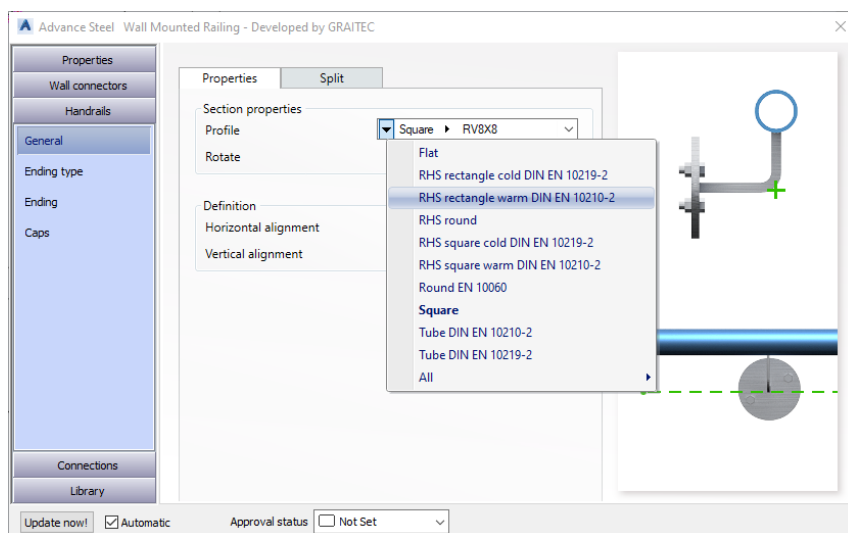 Advance Steel   Wall Mounted Railing - Developed by GRAITEC
Properties
Wall connectors
Handrails
General
Ending type
Ending
Caps
Connections
Library
Properties
Split
Section properties
Profile
Square
RV8X8
Rotate
Definition
Horizontal alignment
Vertical alignment
Flat
RHS rectangle cold DIN EN 10219-2
RHS rectangle warm DIN EN 10210-2
RHS round
RHS square cold DIN EN 10219-2
RHS square warm DIN EN 10210-2
Round EN 10060
Square
Tube DIN EN 10210-2
Tube DIN EN 10219-2
All
Update now!
Automatic
Approval status
Not Set